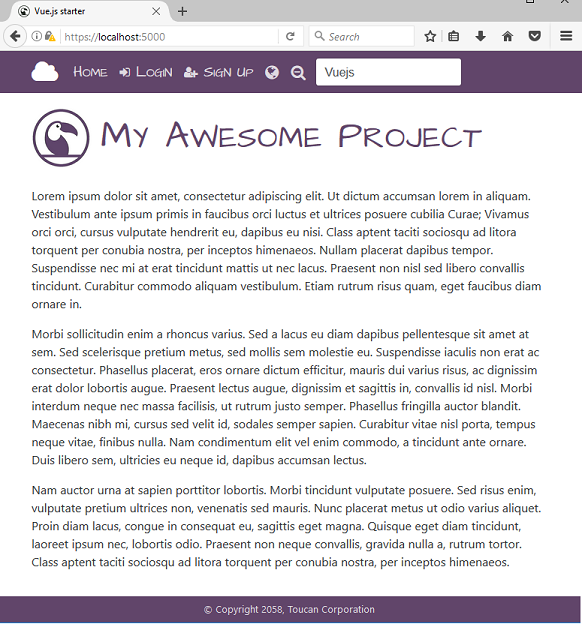 Vue.js starter
https://localhost:5000
Search
Home Login Sign Up Vuejs
My Awesome Project
Lorem ipsum dolor sit amet, consectetur adipiscing elit. Ut dictum accumsan lorem in aliquam.
Vestibulum ante ipsum primis in faucibus orci luctus et ultrices posuere cubilia Curae; Vivamus
orci orci, cursus vulputate hendrerit eu, dapibus eu nisi. Class aptent taciti sociosqu ad litora
torquent per conubia nostra, per inceptos himenaeos. Nullam placerat dapibus tempor.
Suspendisse nec mi at erat tincidunt mattis ut nec lacus. Praesent non nisl sed libero convallis
tincidunt. Curabitur commodo aliquam vestibulum. Etiam rutrum risus quam, eget faucibus diam
ornare in.
Morbi sollicitudin enim a rhoncus varius. Sed a lacus eu diam dapibus pellentesque sit amet at
sem. Sed scelerisque pretium metus, sed mollis sem molestie eu. Suspendisse iaculis non erat ac
consectetur. Phasellus placerat, eros ornare dictum efficitur, mauris dui varius risus, ac dignissim
erat dolor lobortis augue. Praesent lectus augue, dignissim et sagittis in, convallis id nisl. Morbi
interdum neque nec massa facilisis, ut rutrum justo semper. Phasellus fringilla auctor blandit.
Maecenas nibh mi, cursus sed velit id, sodales semper sapien. Curabitur vitae nisl porta, tempus
neque vitae, finibus nulla. Nam condimentum elit vel enim commodo, a tincidunt ante ornare.
Duis libero sem, ultricies eu neque id, dapibus accumsan lectus.
Nam auctor urna at sapien porttitor lobortis. Morbi tincidunt vulputate posuere. Sed risus enim,
vulputate pretium ultrices non, venenatis sed mauris. Nunc placerat metus ut odio varius aliquet.
Proin diam lacus, congue in consequat eu, sagittis eget magna. Quisque eget diam tincidunt,
laoreet ipsum nec, lobortis odio. Praesent non neque convallis, gravida nulla a, rutrum tortor.
Class aptent taciti sociosqu ad litora torquent per conubia nostra, per inceptos himenaeos.
© Copyright 2058, Toucan Corporation